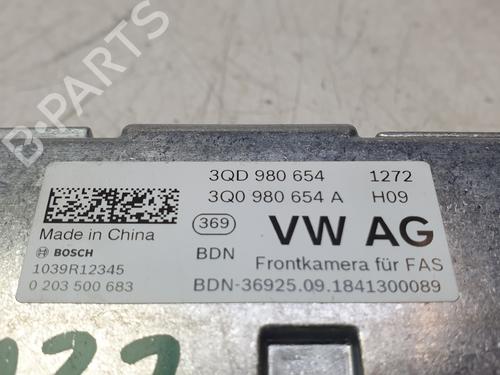 3QD 980 654 1272
3Q0 980 654 A H09
369 VW AG
Made in China
BOSCH BDN Frontkamera für FAS
1039R12345
0 203 500 683 BDN-36925.09.1841300089
B-PARTS